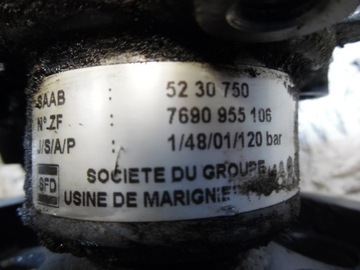 SAAB : 52 30 750
N°.ZF : 7690 955 106
J/S/A/P : 1/48/01/120 bar
SFD SOCIETE DU GROUPE
USINE DE MARIGNIE